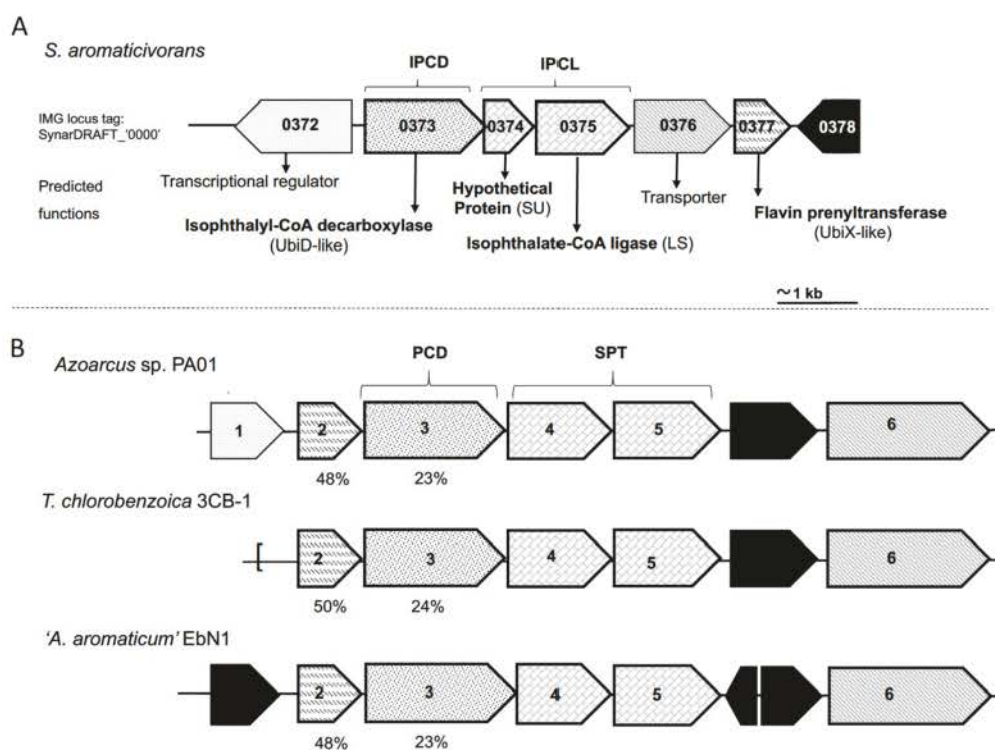 A
S. aromaticivorans
IPCD IPCL
IMG locus tag:
SynarDRAFT_'0000'
0372 0373 0374 0375 0376 0377 0378
Predicted
functions
Transcriptional regulator
Isophthalyl-CoA decarboxylase
(UbiD-like)
Hypothetical
Protein (SU)
Isophthalate-CoA ligase (LS)
Transporter
Flavin prenyltransferase
(UbiX-like)
~1 kb
B
Azoarcus sp. PA01
PCD SPT
1 2 3 4 5 6
48% 23%
T. chlorobenzoica 3CB-1
[ 2 3 4 5 6
50% 24%
'A. aromaticum' EbN1
2 3 4 5 6
48% 23%